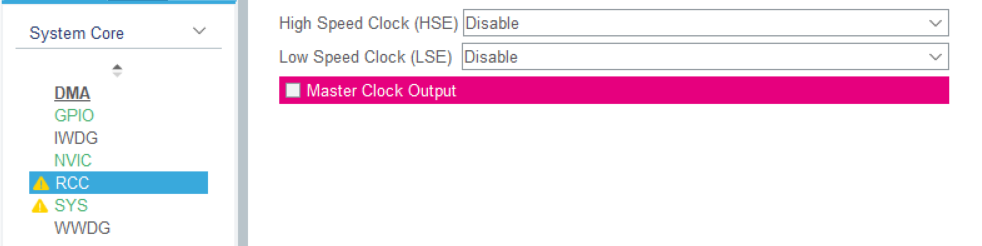 System Core
DMA
GPIO
IWDG
NVIC
RCC
SYS
WWDG
High Speed Clock (HSE) Disable
Low Speed Clock (LSE) Disable
Master Clock Output